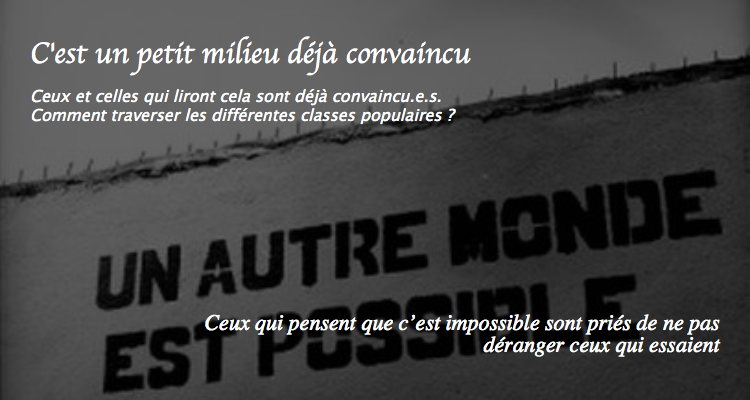 C'est un petit milieu déjà convaincu
Ceux et celles qui liront cela sont déjà convaincu.e.s.
Comment traverser les différentes classes populaires ?
UN AUTRE MONDE
EST POSSIBLE
Ceux qui pensent que c’est impossible sont priés de ne pas
déranger ceux qui essaient